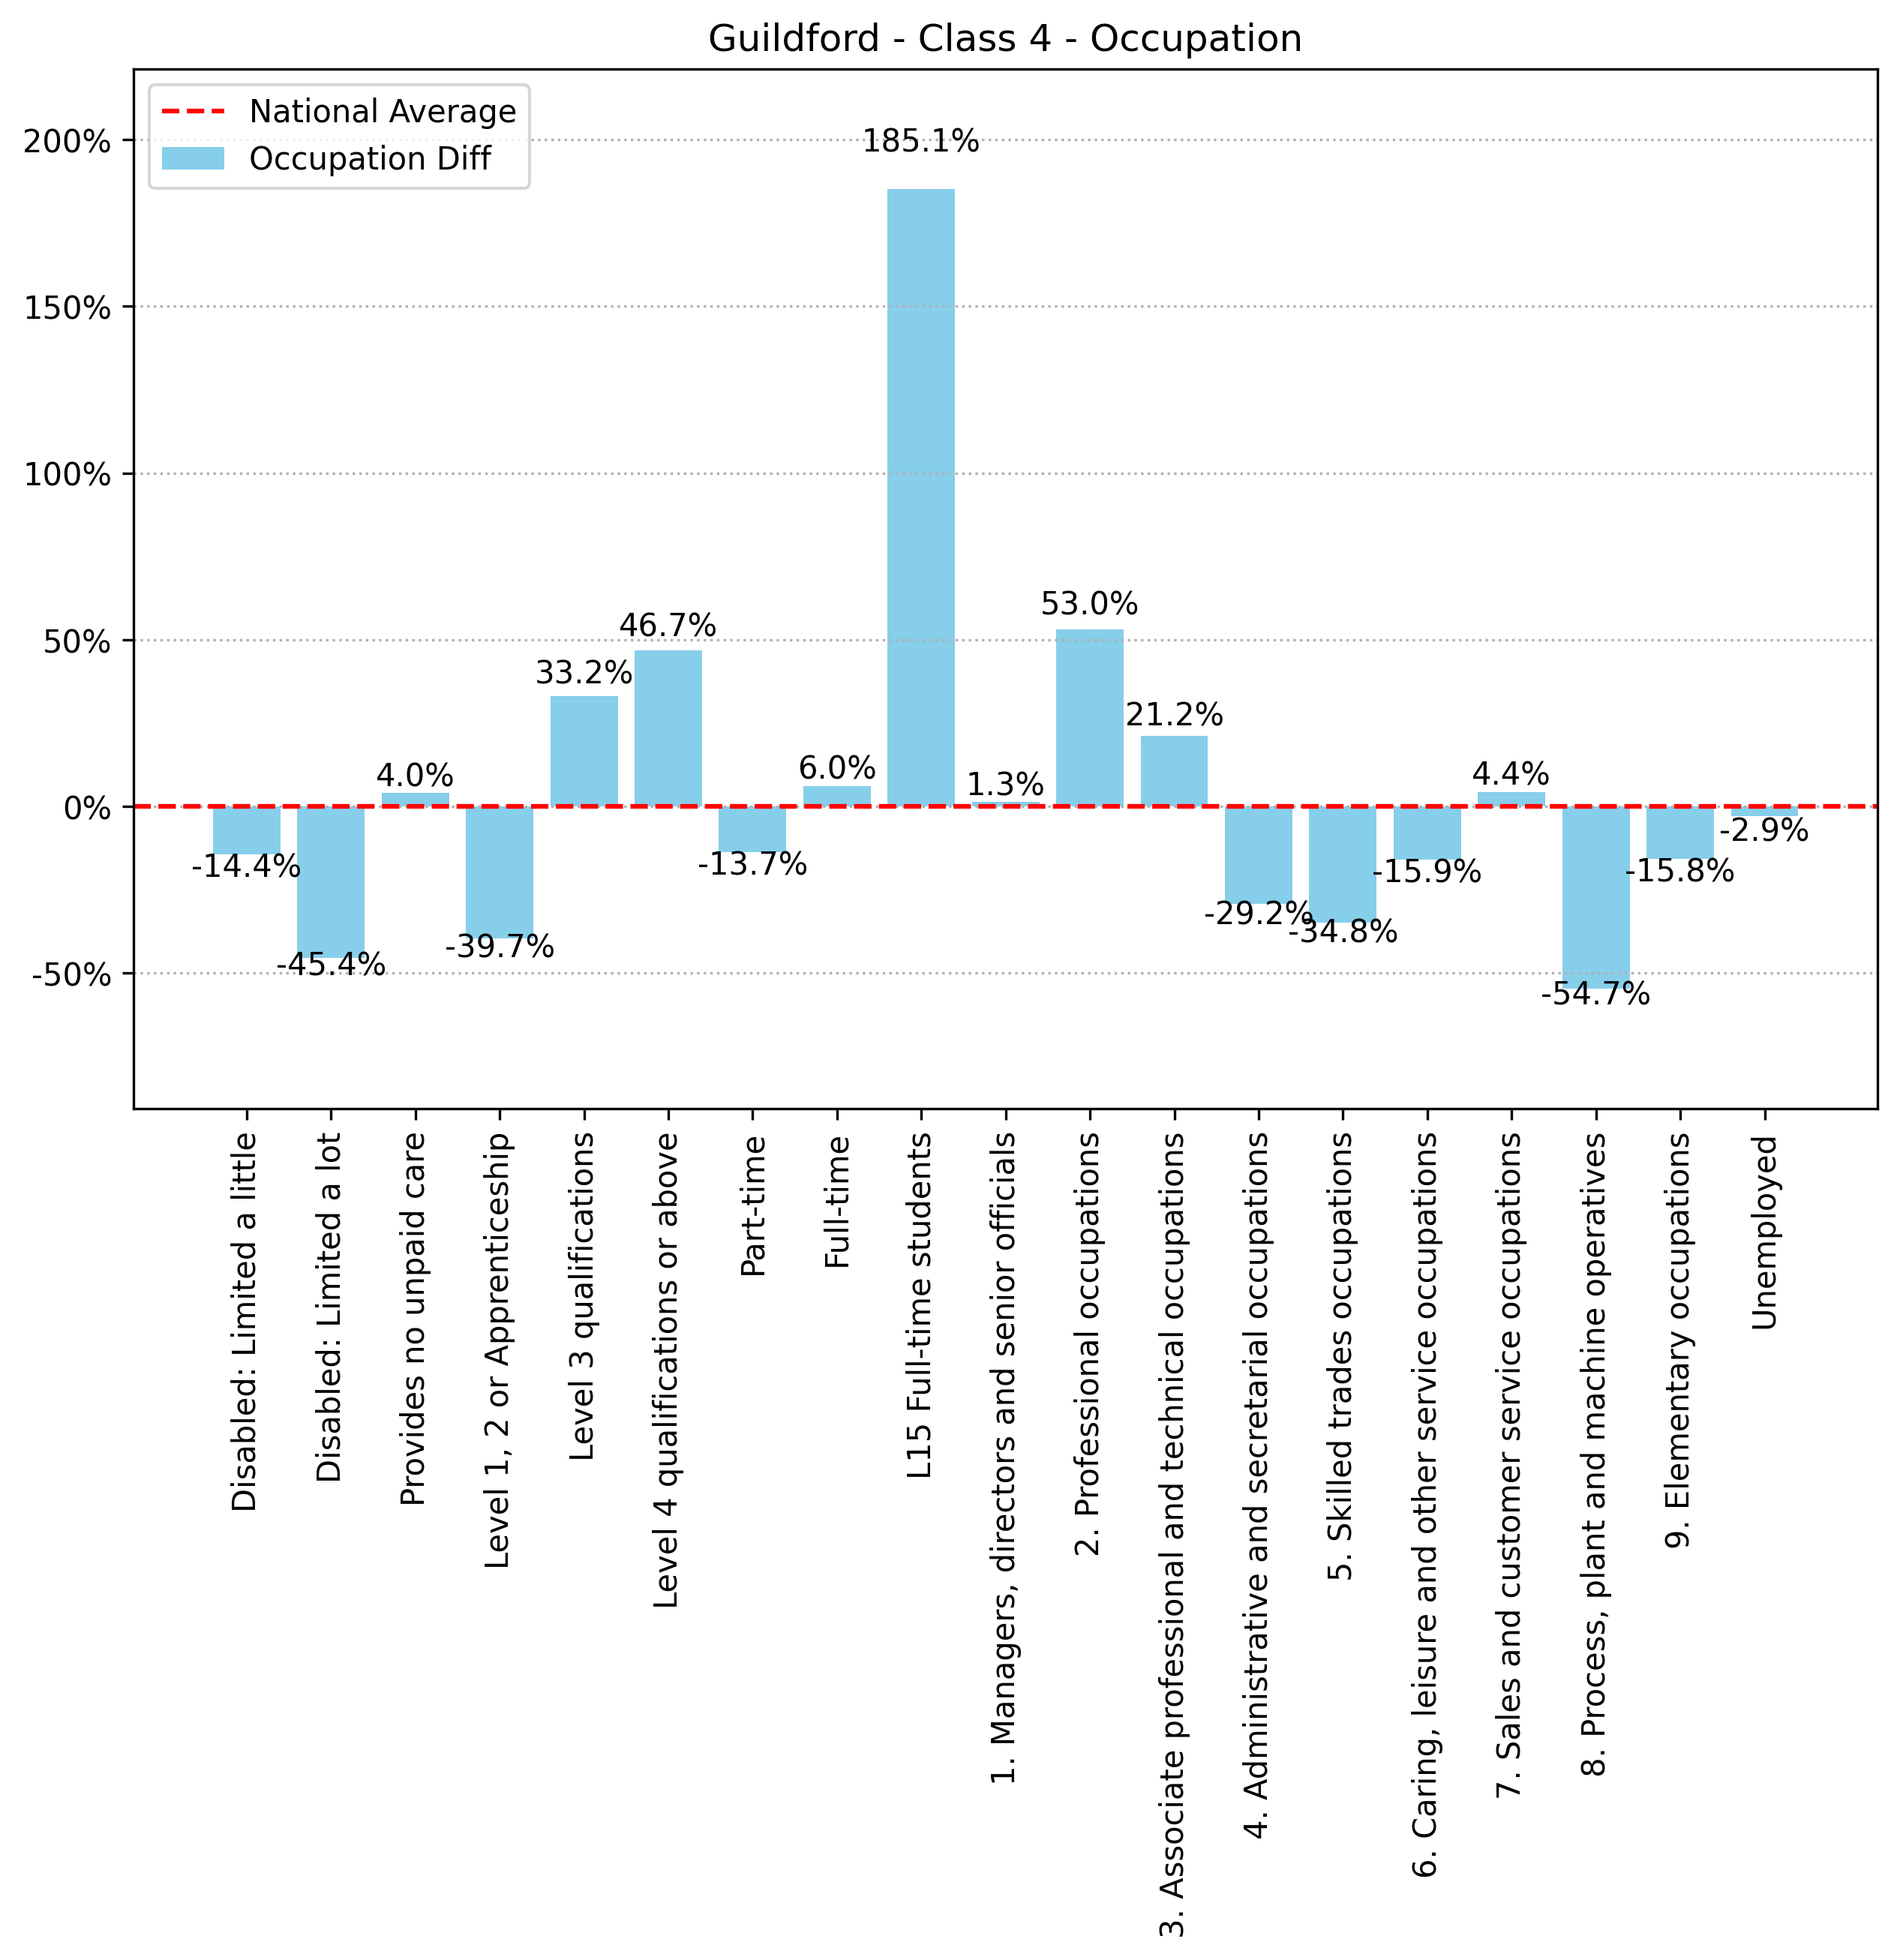 Guildford - Class 4 - Occupation
National Average
Occupation Diff
200%
150%
100%
50%
0%
-50%
-14.4%
-45.4%
4.0%
-39.7%
33.2%
46.7%
-13.7%
6.0%
185.1%
1.3%
53.0%
21.2%
-29.2%
-34.8%
-15.9%
4.4%
-54.7%
-15.8%
-2.9%
Disabled: Limited a little
Disabled: Limited a lot
Provides no unpaid care
Level 1, 2 or Apprenticeship
Level 3 qualifications
Level 4 qualifications or above
Part-time
Full-time
L15 Full-time students
1. Managers, directors and senior officials
2. Professional occupations
3. Associate professional and technical occupations
4. Administrative and secretarial occupations
5. Skilled trades occupations
6. Caring, leisure and other service occupations
7. Sales and customer service occupations
8. Process, plant and machine operatives
9. Elementary occupations
Unemployed